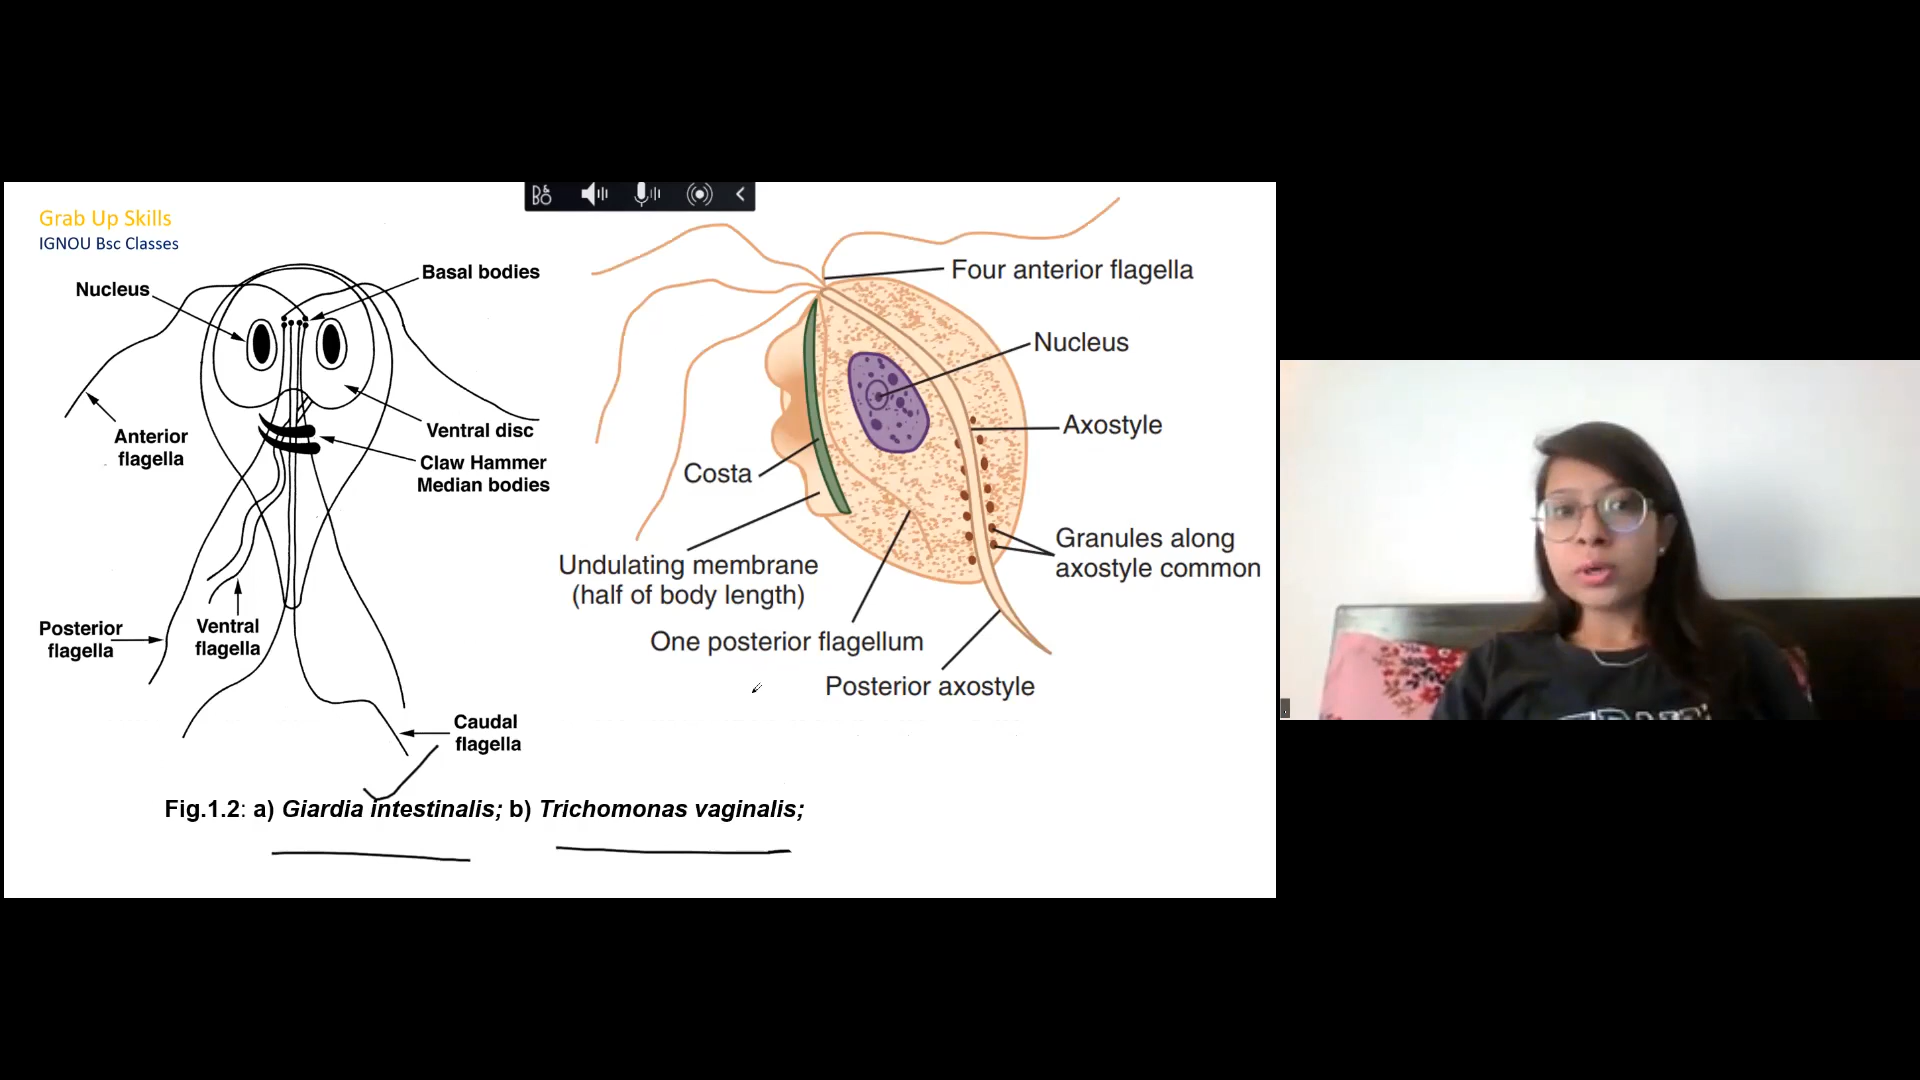 Grab Up Skills
IGNOU Bsc Classes
Nucleus
Basal bodies
Anterior
flagella
Ventral disc
Claw Hammer
Median bodies
Posterior
flagella
Ventral
flagella
Caudal
flagella
Four anterior flagella
Nucleus
Axostyle
Costa
Granules along
axostyle common
Undulating membrane
(half of body length)
One posterior flagellum
Posterior axostyle
Fig.1.2: a) Giardia intestinalis; b) Trichomonas vaginalis;